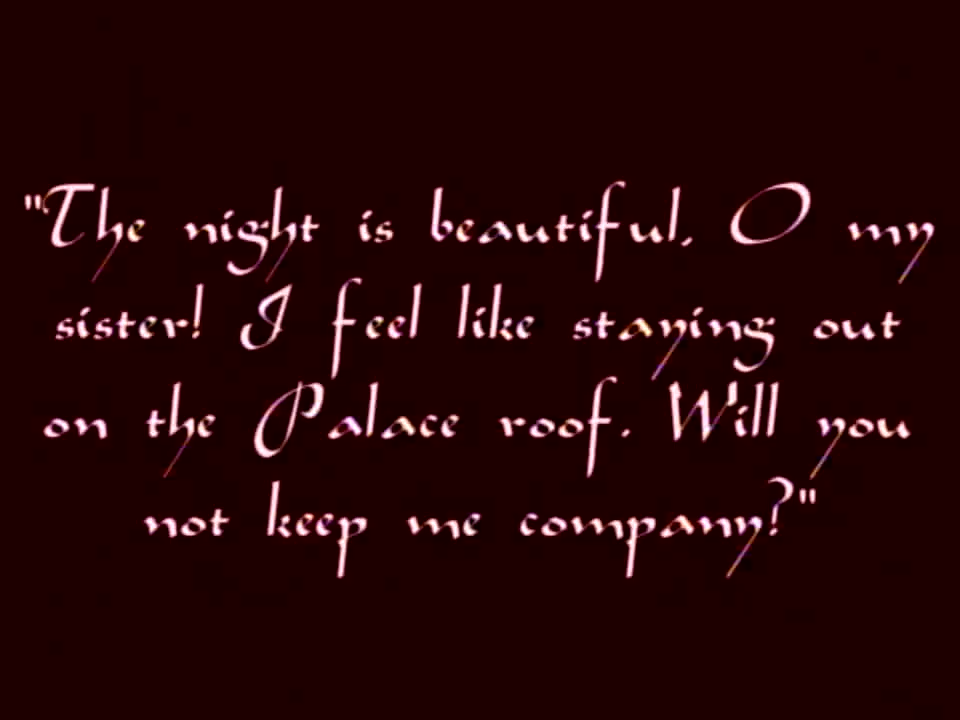 "The night is beautiful, O my
sister! I feel like staying out
on the Palace roof. Will you
not keep me company?"